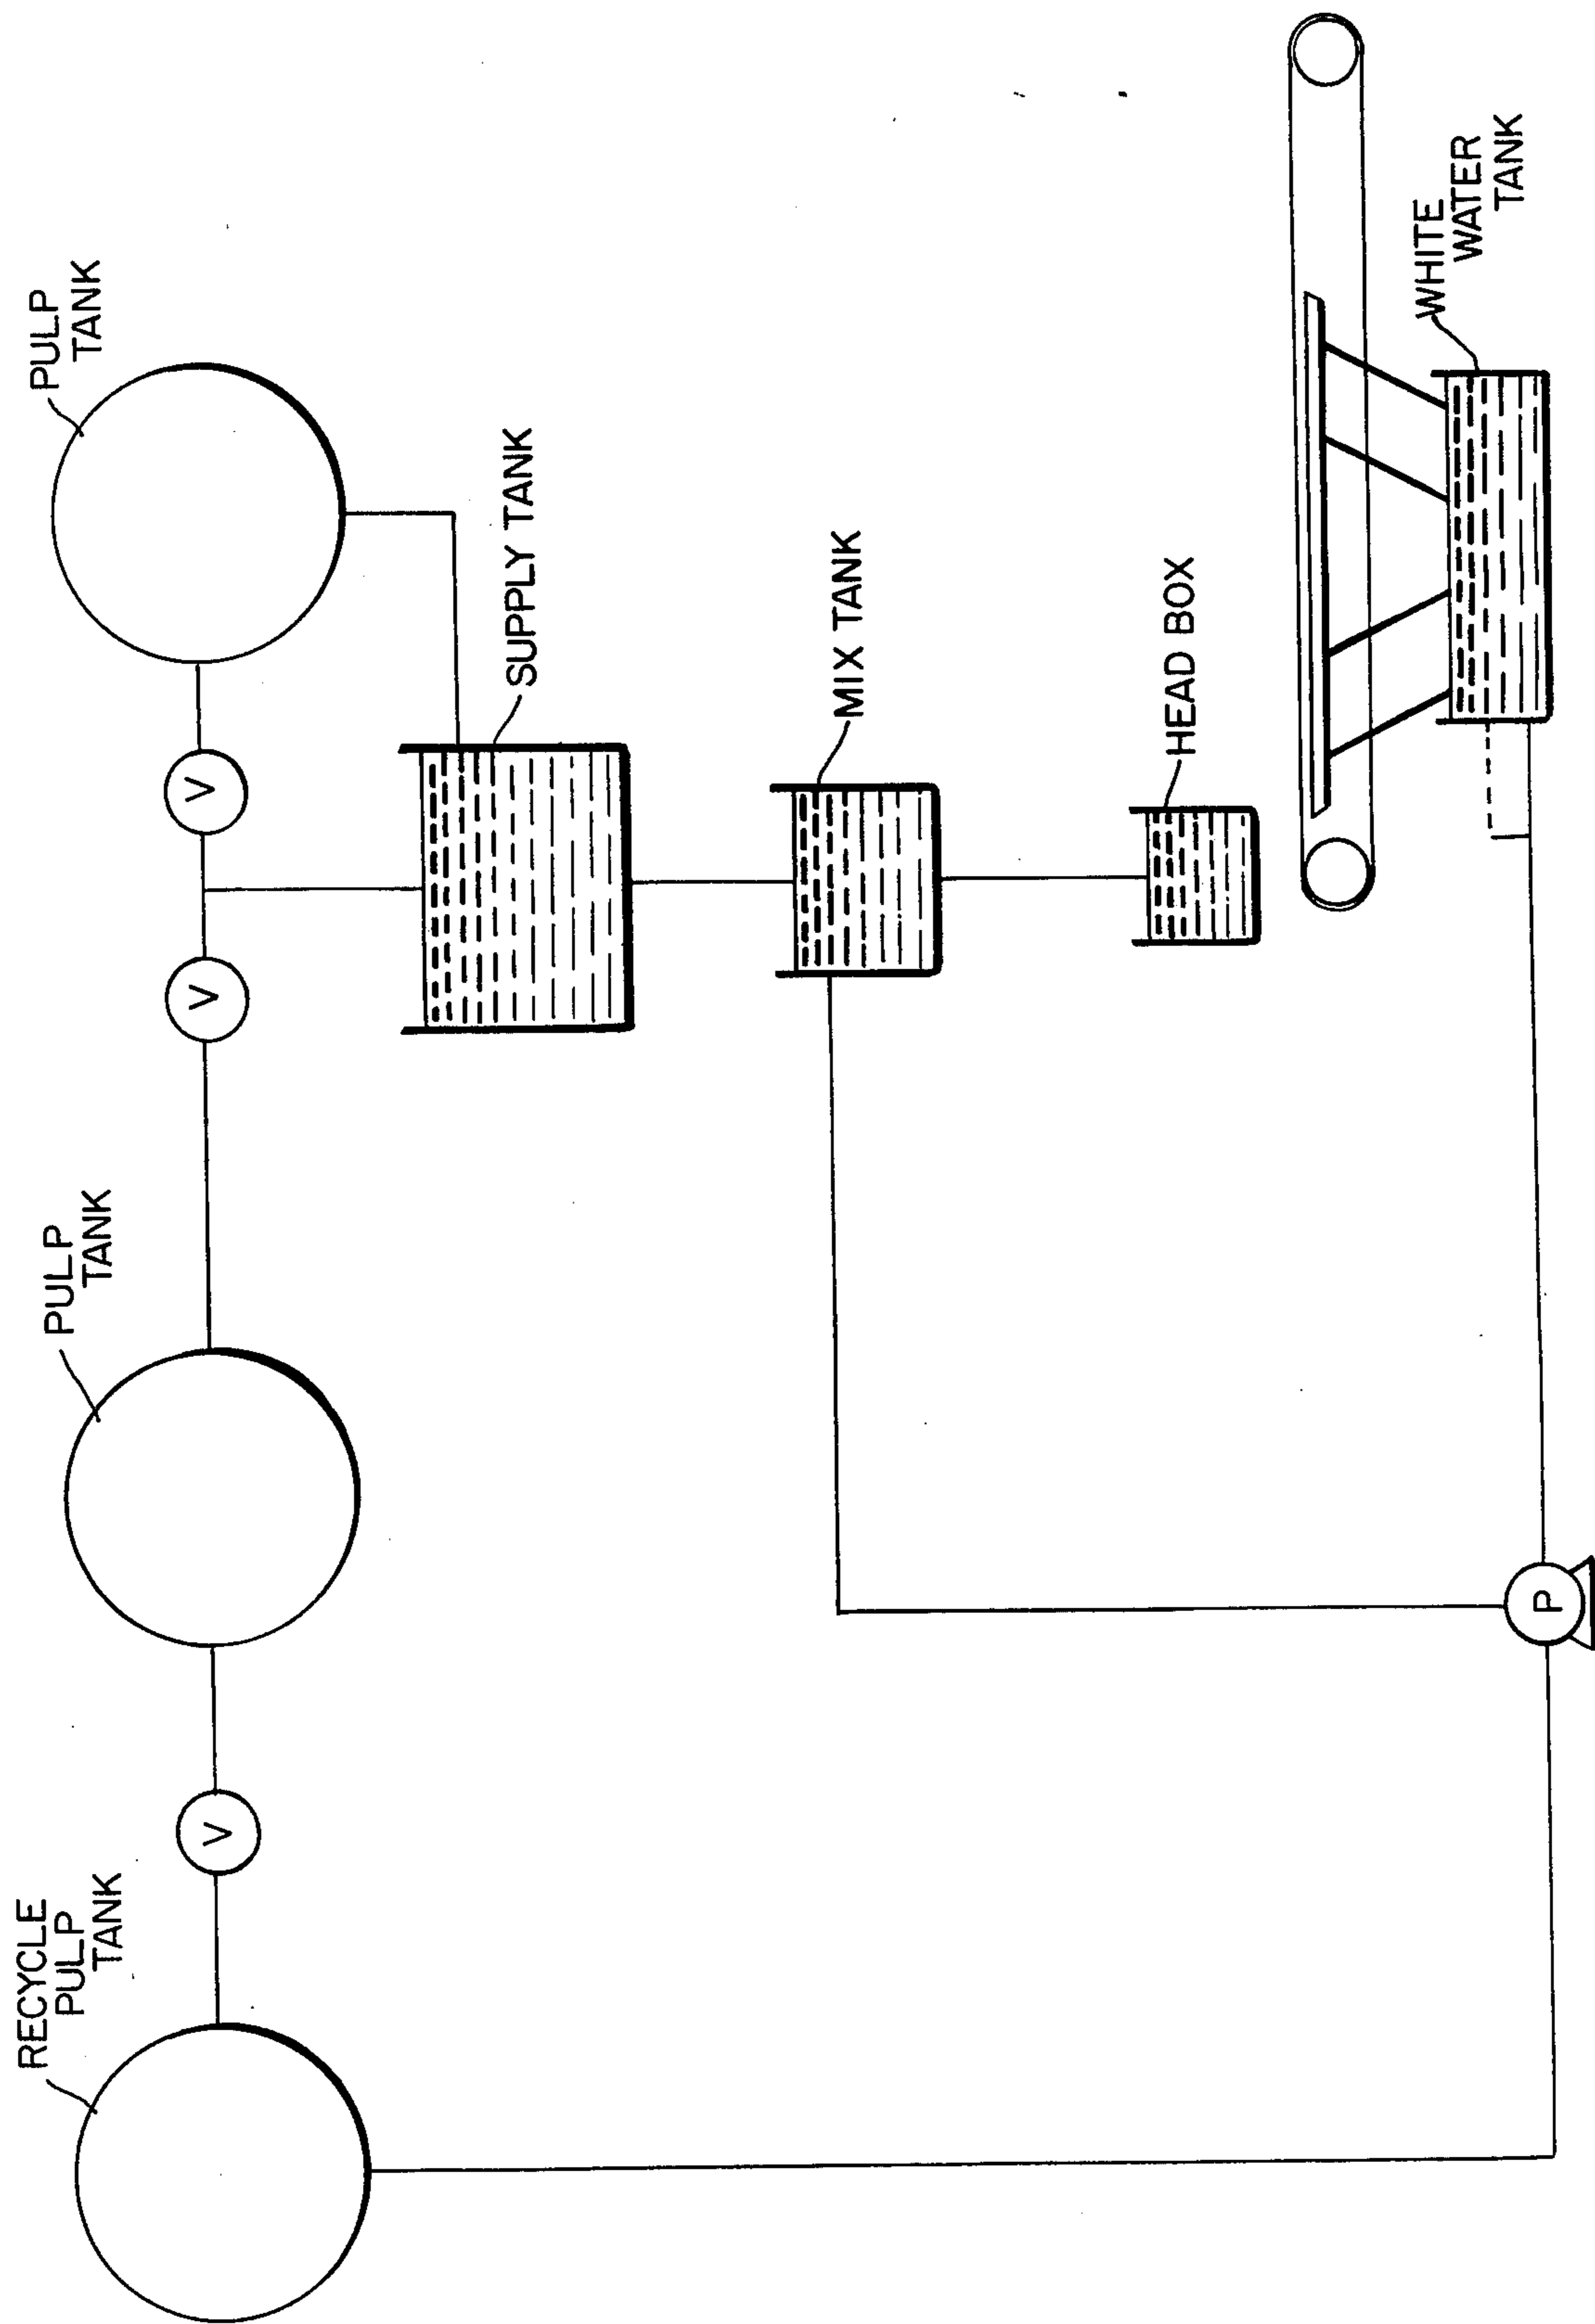 RECYCLE
PULP
TANK
V
PULP
TANK
V
V
PULP
TANK
SUPPLY TANK
MIX TANK
HEAD BOX
WHITE
WATER
TANK
P